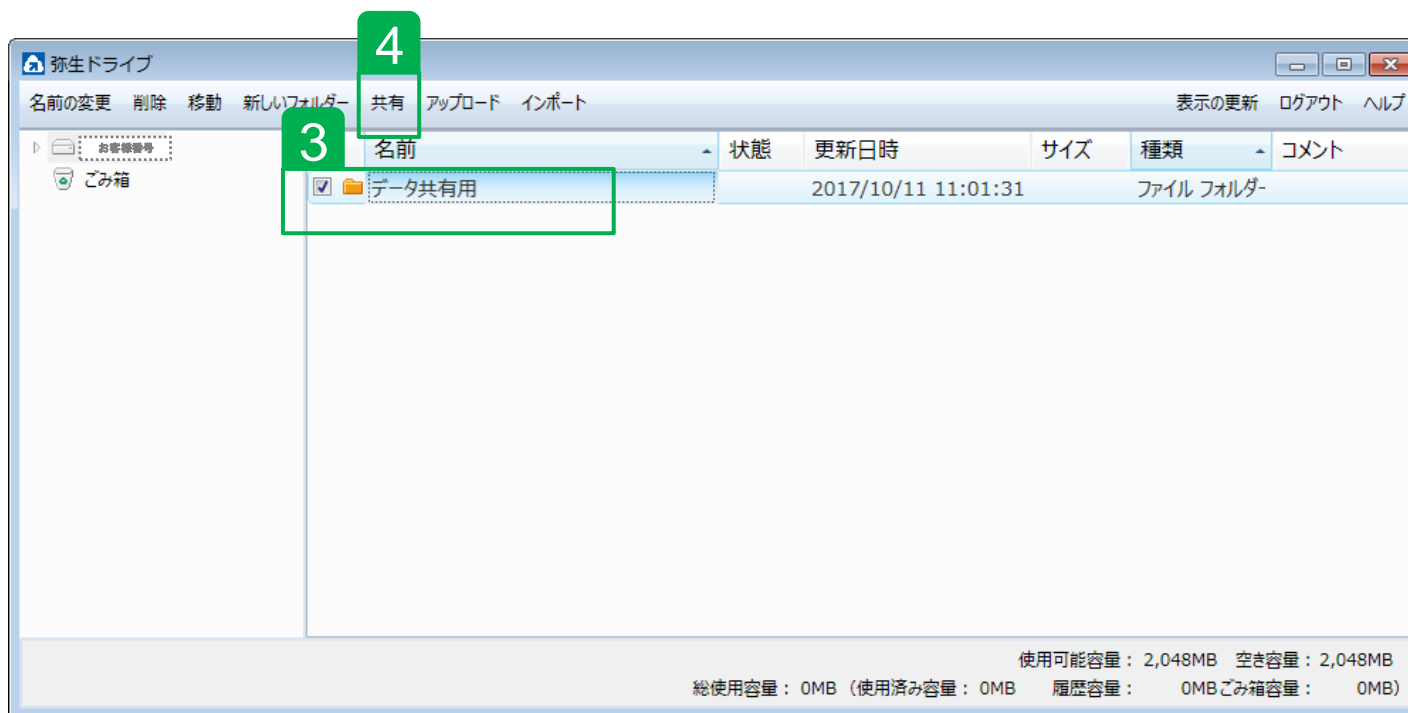 4
弥生ドライブ
名前の変更 削除 移動 新しいフォルダー 共有 アップロード インポート 表示の更新 ログアウト ヘルプ
3
お客様番号
ごみ箱
名前 状態 更新日時 サイズ 種類 コメント
データ共有用 2017/10/11 11:01:31 ファイル フォルダー
使用可能容量： 2,048MB 空き容量：2,048MB
総使用容量： 0MB（使用済み容量： 0MB 履歴容量： 0MBごみ箱容量： 0MB）